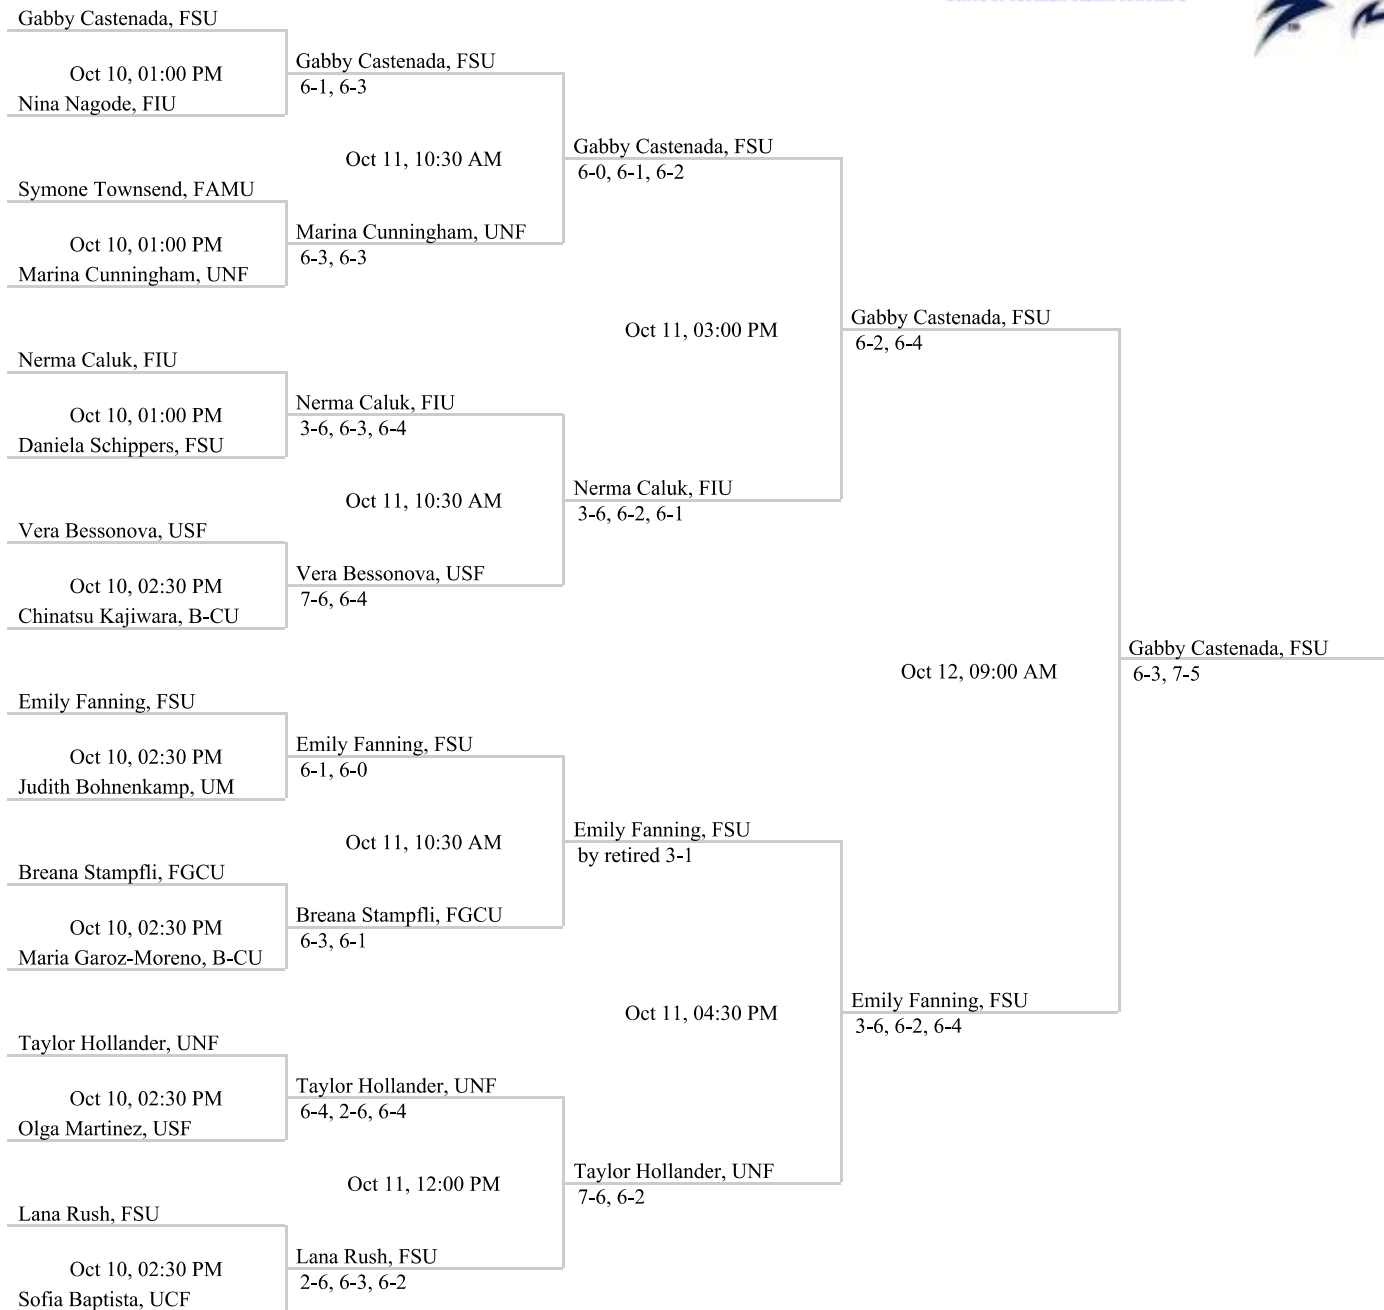 Gabby Castenada, FSU
Oct 10, 01:00 PM
Nina Nagode, FIU
Symone Townsend, FAMU
Oct 10, 01:00 PM
Marina Cunningham, UNF
Nerma Caluk, FIU
Oct 10, 01:00 PM
Daniela Schippers, FSU
Vera Bessonova, USF
Oct 10, 02:30 PM
Chinatsu Kajiwara, B-CU
Emily Fanning, FSU
Oct 10, 02:30 PM
Judith Bohnenkamp, UM
Breana Stampfli, FGCU
Oct 10, 02:30 PM
Maria Garoz-Moreno, B-CU
Taylor Hollander, UNF
Oct 10, 02:30 PM
Olga Martinez, USF
Lana Rush, FSU
Oct 10, 02:30 PM
Sofia Baptista, UCF
Gabby Castenada, FSU
6-1, 6-3
Oct 11, 10:30 AM
Marina Cunningham, UNF
6-3, 6-3
Nerma Caluk, FIU
3-6, 6-3, 6-4
Oct 11, 10:30 AM
Vera Bessonova, USF
7-6, 6-4
Emily Fanning, FSU
6-1, 6-0
Oct 11, 10:30 AM
Breana Stampfli, FGCU
6-3, 6-1
Taylor Hollander, UNF
6-4, 2-6, 6-4
Oct 11, 12:00 PM
Lana Rush, FSU
2-6, 6-3, 6-2
Gabby Castenada, FSU
6-0, 6-1, 6-2
Oct 11, 03:00 PM
Nerma Caluk, FIU
3-6, 6-2, 6-1
Emily Fanning, FSU
by retired 3-1
Oct 11, 04:30 PM
Taylor Hollander, UNF
7-6, 6-2
Gabby Castenada, FSU
6-2, 6-4
Oct 12, 09:00 AM
Emily Fanning, FSU
3-6, 6-2, 6-4
Gabby Castenada, FSU
6-3, 7-5